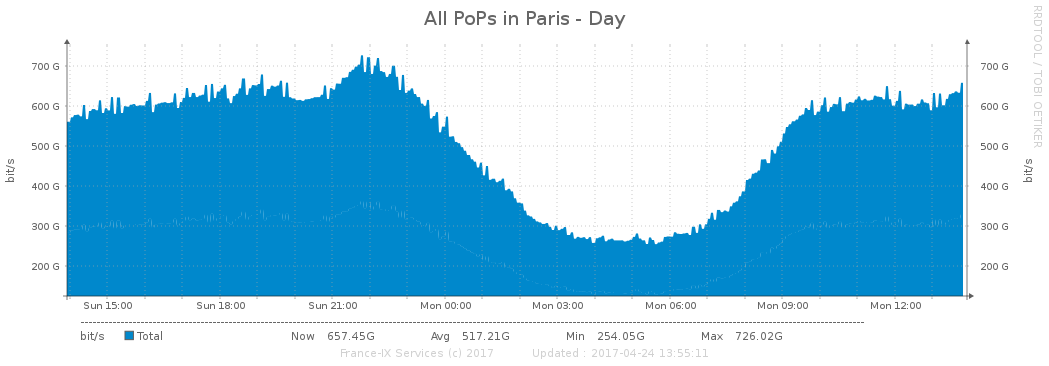 All PoPs in Paris - Day
RRDTOOL / TOBI OETIKER
bit/s
bit/s
700 G 700 G
600 G 600 G
500 G 500 G
400 G 400 G
300 G 300 G
200 G 200 G
Sun 15:00 Sun 18:00 Sun 21:00 Mon 00:00 Mon 03:00 Mon 06:00 Mon 09:00 Mon 12:00
bit/s Total Now 657.45G Avg 517.21G Min 254.05G Max 726.02G
France-IX Services (c) 2017 Updated : 2017-04-24 13:55:11